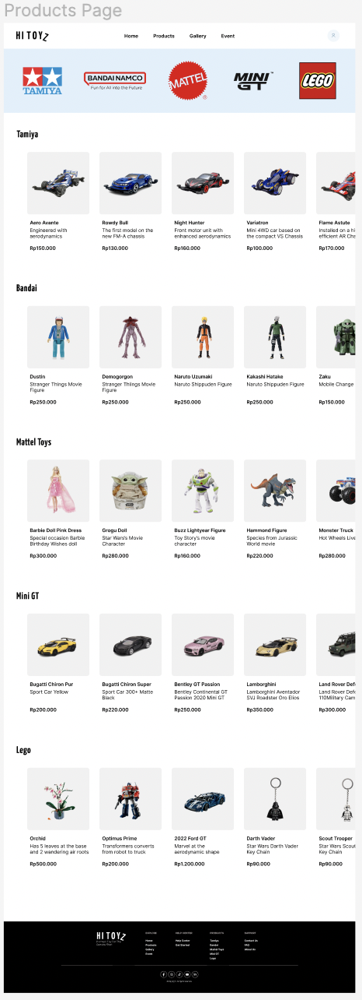 Products Page
HI TOYZ
Home Products Gallery Event
TAMIYA
BANDAI NAMCO
Fun for All into the Future
MATTEL
MINI GT
LEGO
Tamiya
Aero Avante
Engineered with
aerodynamics
Rp150.000
Rowdy Bull
The first model on the
new FM-A chassis
Rp130.000
Night Hunter
Front motor unit with
enhanced aerodynamics
Rp160.000
Variatron
Mini 4WD car based on
the compact VS Chassis
Rp100.000
Flame Astute
Installed on a hi
efficient AR Cha
Rp170.000
Bandai
Dustin
Stranger Things Movie
Figure
Rp250.000
Demogorgon
Stranger Things Movie
Figure
Rp250.000
Naruto Uzumaki
Naruto Shippuden Figure
Rp250.000
Kakashi Hatake
Naruto Shippuden Figure
Rp250.000
Zaku
Mobile Change
Rp150.000
Mattel Toys
Barbie Doll Pink Dress
Special occasion Barbie
Birthday Wishes doll
Rp300.000
Grogu Doll
Star Wars's Movie
Character
Rp280.000
Buzz Lightyear Figure
Toy Story's movie
character
Rp160.000
Hammond Figure
Species from Jurassic
World movie
Rp220.000
Monster Truck
Hot Wheels Live
Rp280.000
Mini GT
Bugatti Chiron Pur
Sport Car Yellow
Rp200.000
Bugatti Chiron Super
Sport Car 300+ Matte
Black
Rp220.000
Bentley GT Passion
Bentley Continental GT
Passion 2020 Mini GT
Rp250.000
Lamborghini
Lamborghini Aventador
SVJ Roadster Oro Elios
Rp350.000
Land Rover Defe
Land Rover Defe
110Military Cam
Rp300.000
Lego
Orchid
Has 5 leaves at the base
and 2 wandering air roots
Rp500.000
Optimus Prime
Transformers converts
from robot to truck
Rp200.000
2022 Ford GT
Marvel at the
aerodynamic shape
Rp1.200.000
Darth Vader
Star Wars Darth Vader
Key Chain
Rp90.000
Scout Trooper
Star Wars Scout
Key Chain
Rp90.000
HI TOYZ
EXPLORE
Home
Products
Gallery
Event
HELP CENTER
Help Center
Get Started
PRODUCTS
Tamiya
Bandai
Mattel Toys
Mini GT
Lego
SUPPORT
Contact Us
FAQ
About Us